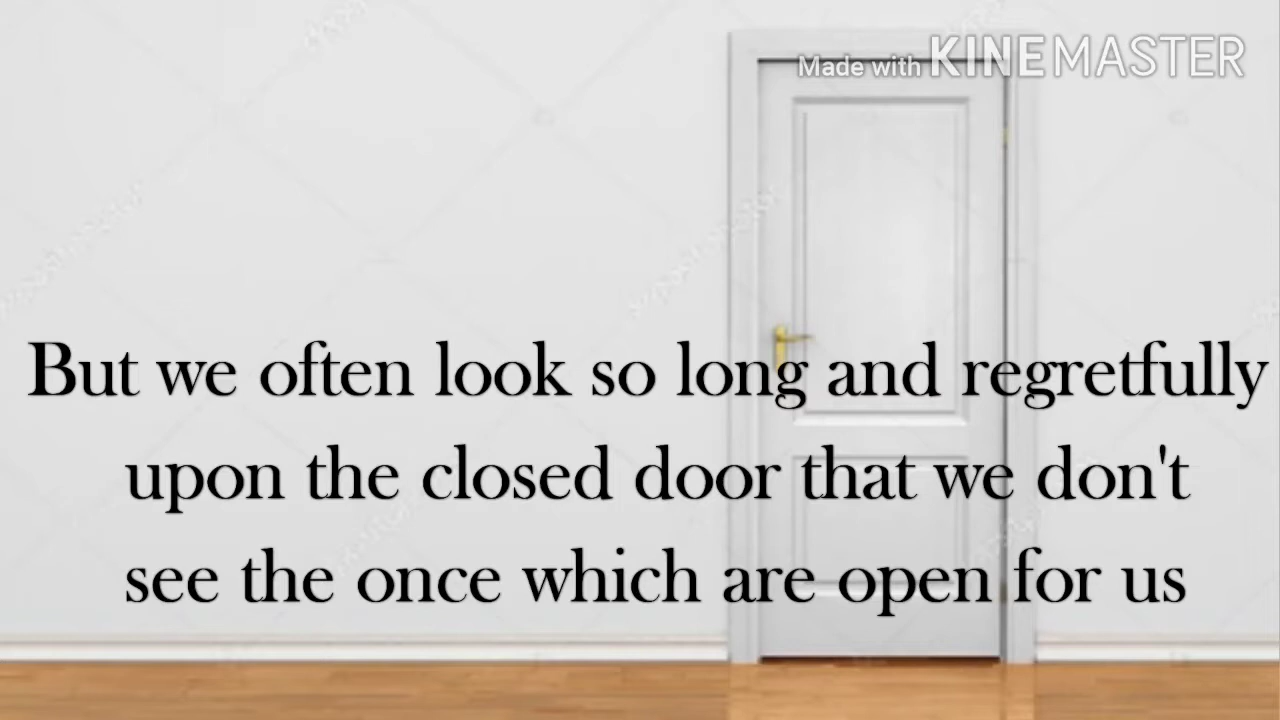 Made with KINEMASTER
But we often look so long and regretfully
upon the closed door that we don't
see the once which are open for us